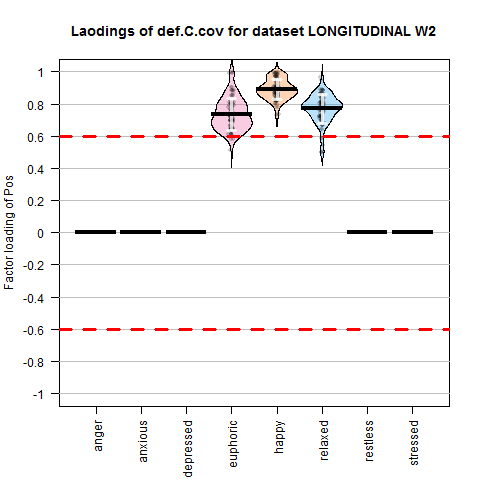 Laodings of def.C.cov for dataset LONGITUDINAL W2
Factor loading of Pos
1
0.8
0.6
0.4
0.2
0
-0.2
-0.4
-0.6
-0.8
-1
anger
anxious
depressed
euphoric
happy
relaxed
restless
stressed